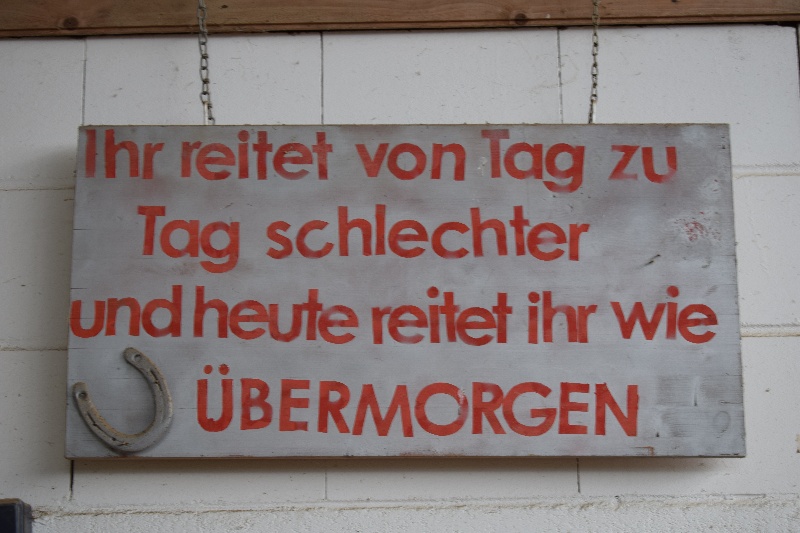 Ihr reitet von Tag zu
Tag schlechter
und heute reitet ihr wie
ÜBERMORGEN